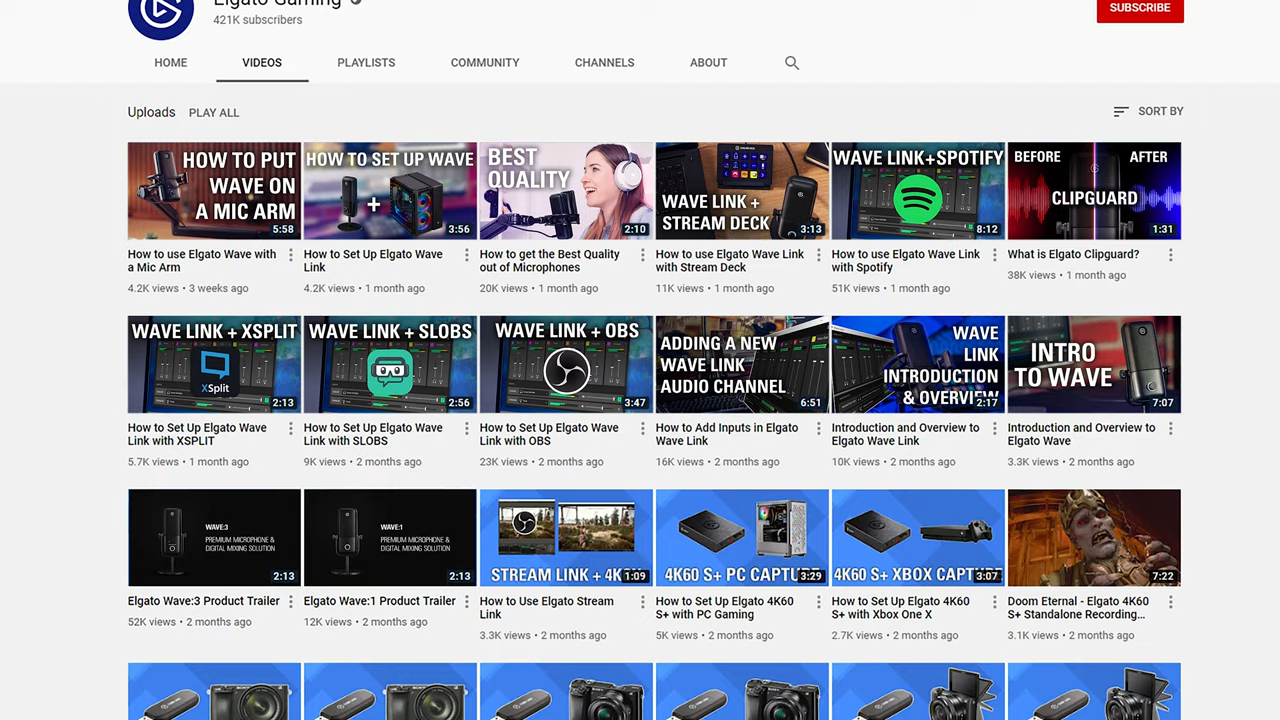 Elgato Gaming
421K subscribers
SUBSCRIBE
HOME
VIDEOS
PLAYLISTS
COMMUNITY
CHANNELS
ABOUT
Uploads
PLAY ALL
SORT BY
HOW TO PUT
WAVE ON
A MIC ARM
5:58
How to use Elgato Wave with
a Mic Arm
4.2K views • 3 weeks ago
HOW TO SET UP WAVE
+
3:56
How to Set Up Elgato Wave
Link
4.2K views • 1 month ago
BEST
QUALITY
2:10
How to get the Best Quality
out of Microphones
20K views • 1 month ago
WAVE LINK +
STREAM DECK
3:13
How to use Elgato Wave Link
with Stream Deck
11K views • 1 month ago
WAVE LINK+SPOTIFY
8:12
How to use Elgato Wave Link
with Spotify
51K views • 1 month ago
BEFORE
AFTER
CLIPGUARD
1:31
What is Elgato Clipguard?
38K views • 1 month ago
WAVE LINK + XSPLIT
XSplit
2:13
How to Set Up Elgato Wave
Link with XSPLIT
5.7K views • 1 month ago
WAVE LINK + SLOBS
2:56
How to Set Up Elgato Wave
Link with SLOBS
9K views • 2 months ago
WAVE LINK + OBS
3:47
How to Set Up Elgato Wave
Link with OBS
23K views • 2 months ago
ADDING A NEW
WAVE LINK
AUDIO CHANNEL
6:51
How to Add Inputs in Elgato
Wave Link
16K views • 2 months ago
WAVE
LINK
INTRODUCTION
& OVERVIEW
2:17
Introduction and Overview to
Elgato Wave Link
10K views • 2 months ago
INTRO
TO WAVE
7:07
Introduction and Overview to
Elgato Wave
3.3K views • 2 months ago
WAVE:3
PREMIUM MICROPHONE &
DIGITAL MIXING SOLUTION
2:13
Elgato Wave:3 Product Trailer
52K views • 2 months ago
WAVE:1
PREMIUM MICROPHONE &
DIGITAL MIXING SOLUTION
2:13
Elgato Wave:1 Product Trailer
12K views • 2 months ago
STREAM LINK + 4K
1:09
How to Use Elgato Stream
Link
3.3K views • 2 months ago
4K60 S+ PC CAPTURE
3:29
How to Set Up Elgato 4K60
S+ with PC Gaming
5K views • 2 months ago
4K60 S+ XBOX CAPTURE
3:07
How to Set Up Elgato 4K60
S+ with Xbox One X
2.7K views • 2 months ago
7:22
Doom Eternal - Elgato 4K60
S+ Standalone Recording...
3.1K views • 2 months ago